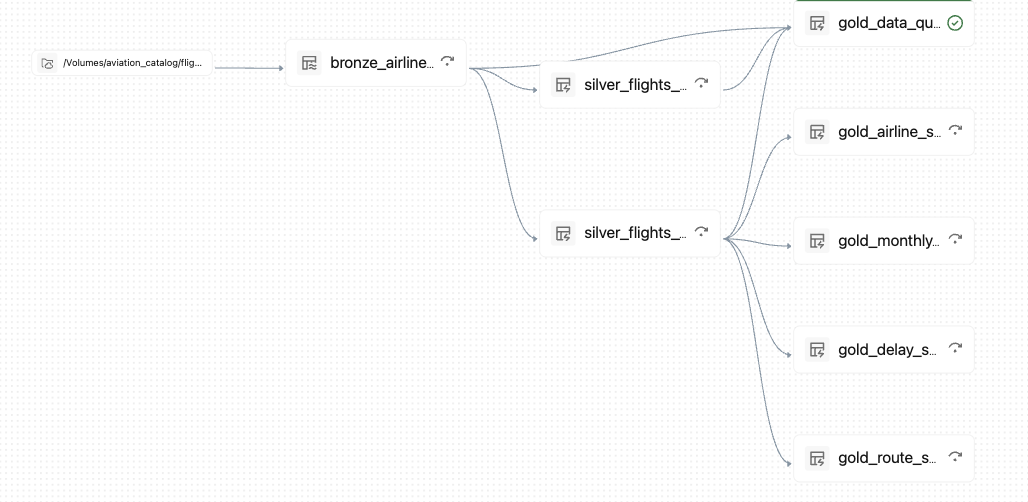 /Volumes/aviation_catalog/flig...
bronze_airline...
silver_flights_...
silver_flights_...
gold_data_qu...
gold_airline_s...
gold_monthly...
gold_delay_s...
gold_route_s...